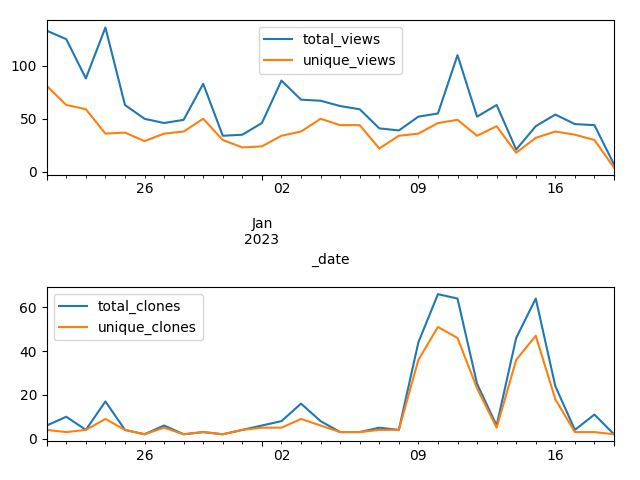 total_views
unique_views
100
50
0
26
02
09
16
Jan
2023
_date
total_clones
unique_clones
60
40
20
0
26
02
09
16